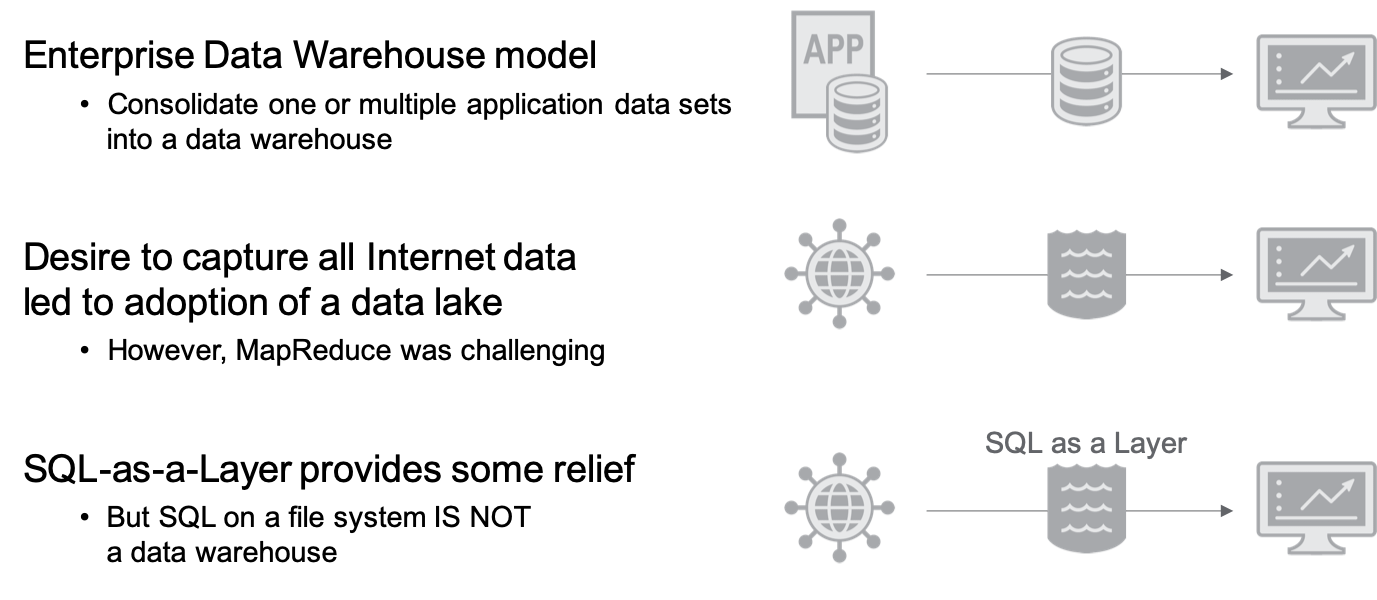 Enterprise Data Warehouse model
• Consolidate one or multiple application data sets
into a data warehouse
APP
Desire to capture all Internet data
led to adoption of a data lake
• However, MapReduce was challenging
SQL-as-a-Layer provides some relief
• But SQL on a file system IS NOT
a data warehouse
SQL as a Layer